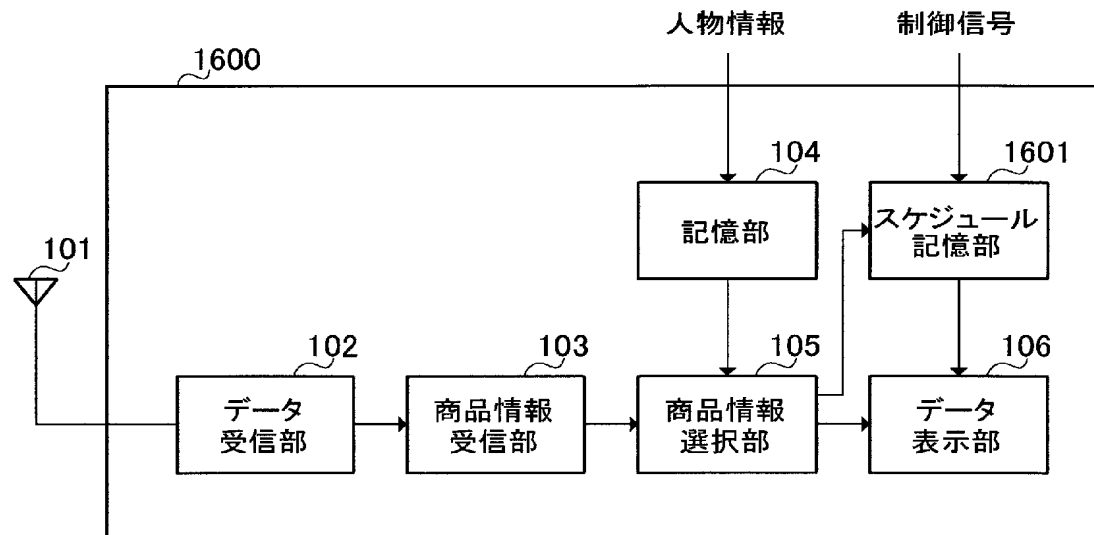 人物情報
制御信号
1600
104
1601
記憶部
スケジュール
記憶部
101
102
103
105
106
データ
受信部
商品情報
受信部
商品情報
選択部
データ
表示部